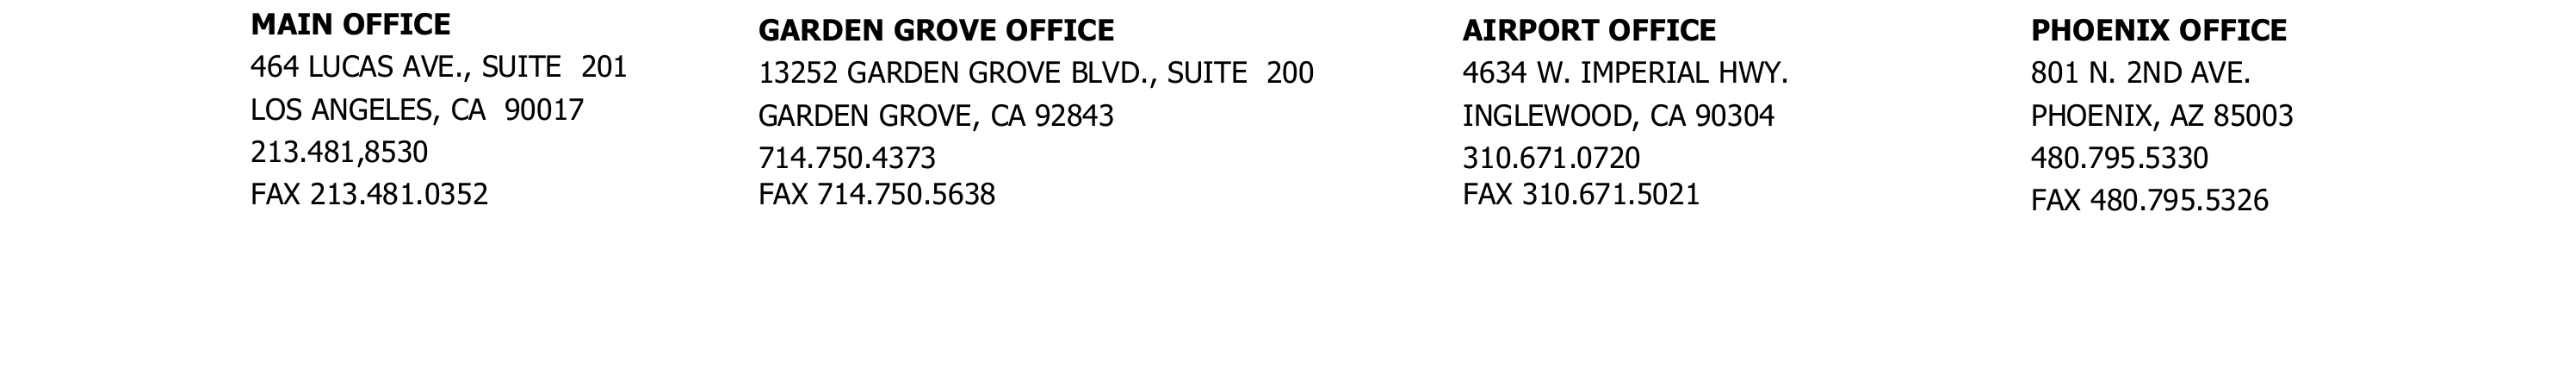 MAIN OFFICE
464 LUCAS AVE., SUITE  201
LOS ANGELES, CA  90017
213.481,8530
FAX 213.481.0352
GARDEN GROVE OFFICE
13252 GARDEN GROVE BLVD., SUITE  200
GARDEN GROVE, CA 92843
714.750.4373
FAX 714.750.5638
AIRPORT OFFICE
4634 W. IMPERIAL HWY.
INGLEWOOD, CA 90304
310.671.0720
FAX 310.671.5021
PHOENIX OFFICE
801 N. 2ND AVE.
PHOENIX, AZ 85003
480.795.5330
FAX 480.795.5326